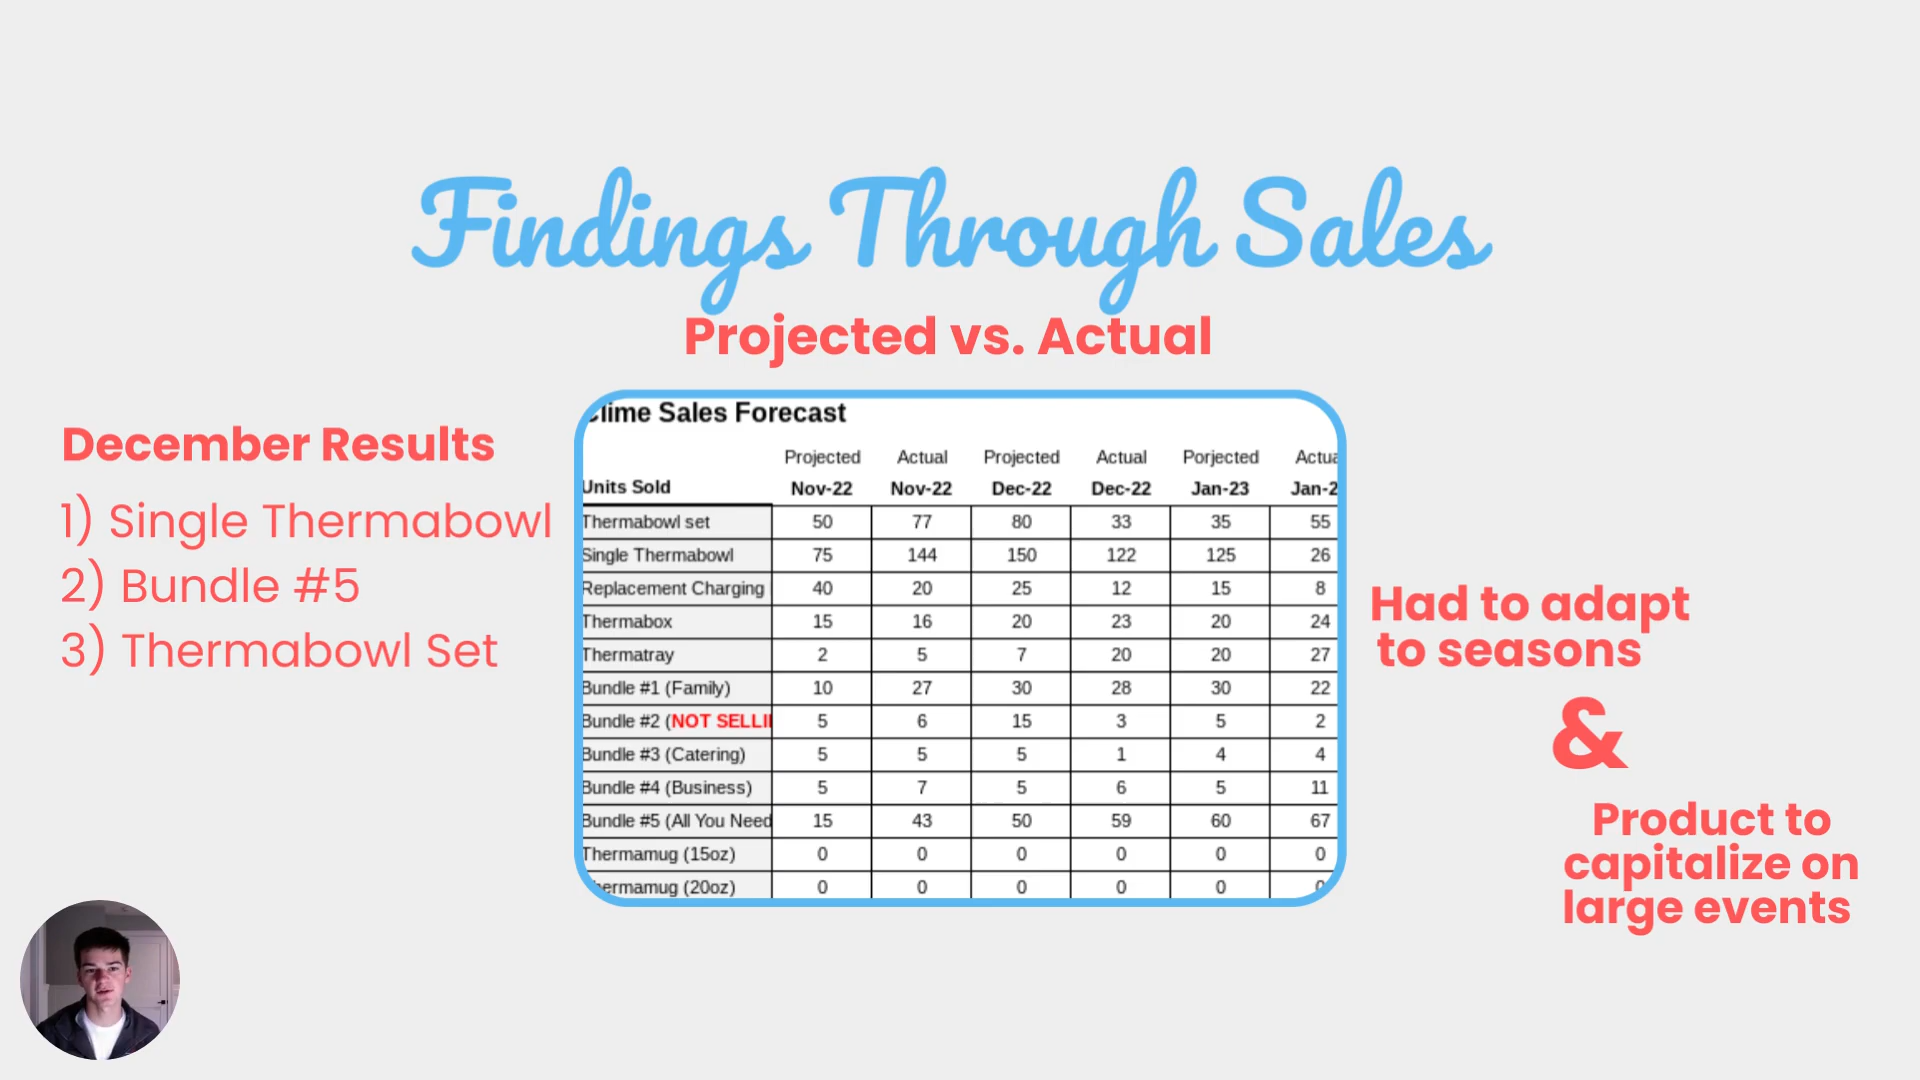 Findings Through Sales
Projected vs. Actual
December Results
1) Single Thermabowl
2) Bundle #5
3) Thermabowl Set
Clime Sales Forecast
Projected Actual Projected Actual Porjected Actua
Units Sold Nov-22 Nov-22 Dec-22 Dec-22 Jan-23 Jan-2
Thermabowl set 50 77 80 33 35 55
Single Thermabowl 75 144 150 122 125 26
Replacement Charging 40 20 25 12 15 8
Thermabox 15 16 20 23 20 24
Thermatray 2 5 7 20 20 27
Bundle #1 (Family) 10 27 30 28 30 22
Bundle #2 (NOT SELLI 5 6 15 3 5 2
Bundle #3 (Catering) 5 5 5 1 4 4
Bundle #4 (Business) 5 7 5 6 5 11
Bundle #5 (All You Need 15 43 50 59 60 67
Thermamug (15oz) 0 0 0 0 0 0
Thermamug (20oz) 0 0 0 0 0 0
Had to adapt
to seasons
&
Product to
capitalize on
large events